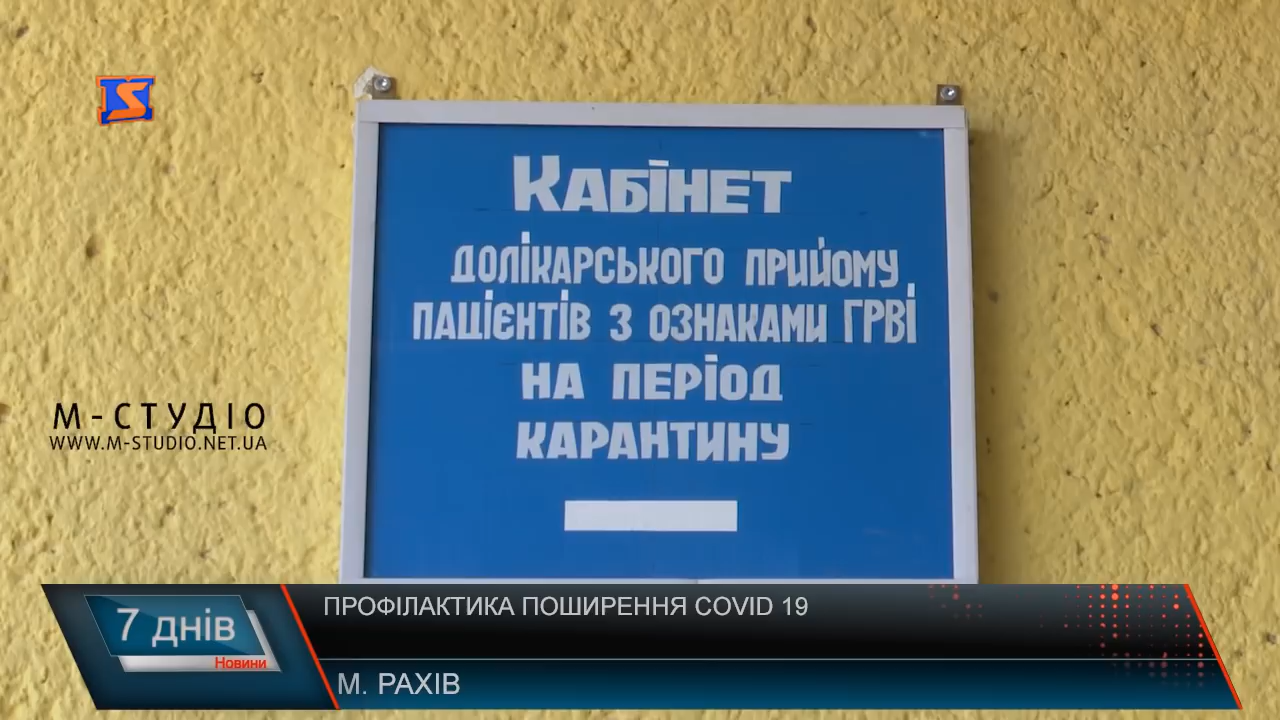 КАБІНЕТ
ДОЛІКАРСЬКОГО ПРИЙОМУ
ПАЦІЄНТІВ З ОЗНАКАМИ ГРВІ
НА ПЕРІОД
КАРАНТИНУ
М-СТУДІО
WWW.M-STUDIO.NET.UA
7 днів
Новини
ПРОФІЛАКТИКА ПОШИРЕННЯ COVID 19
М. РАХІВ